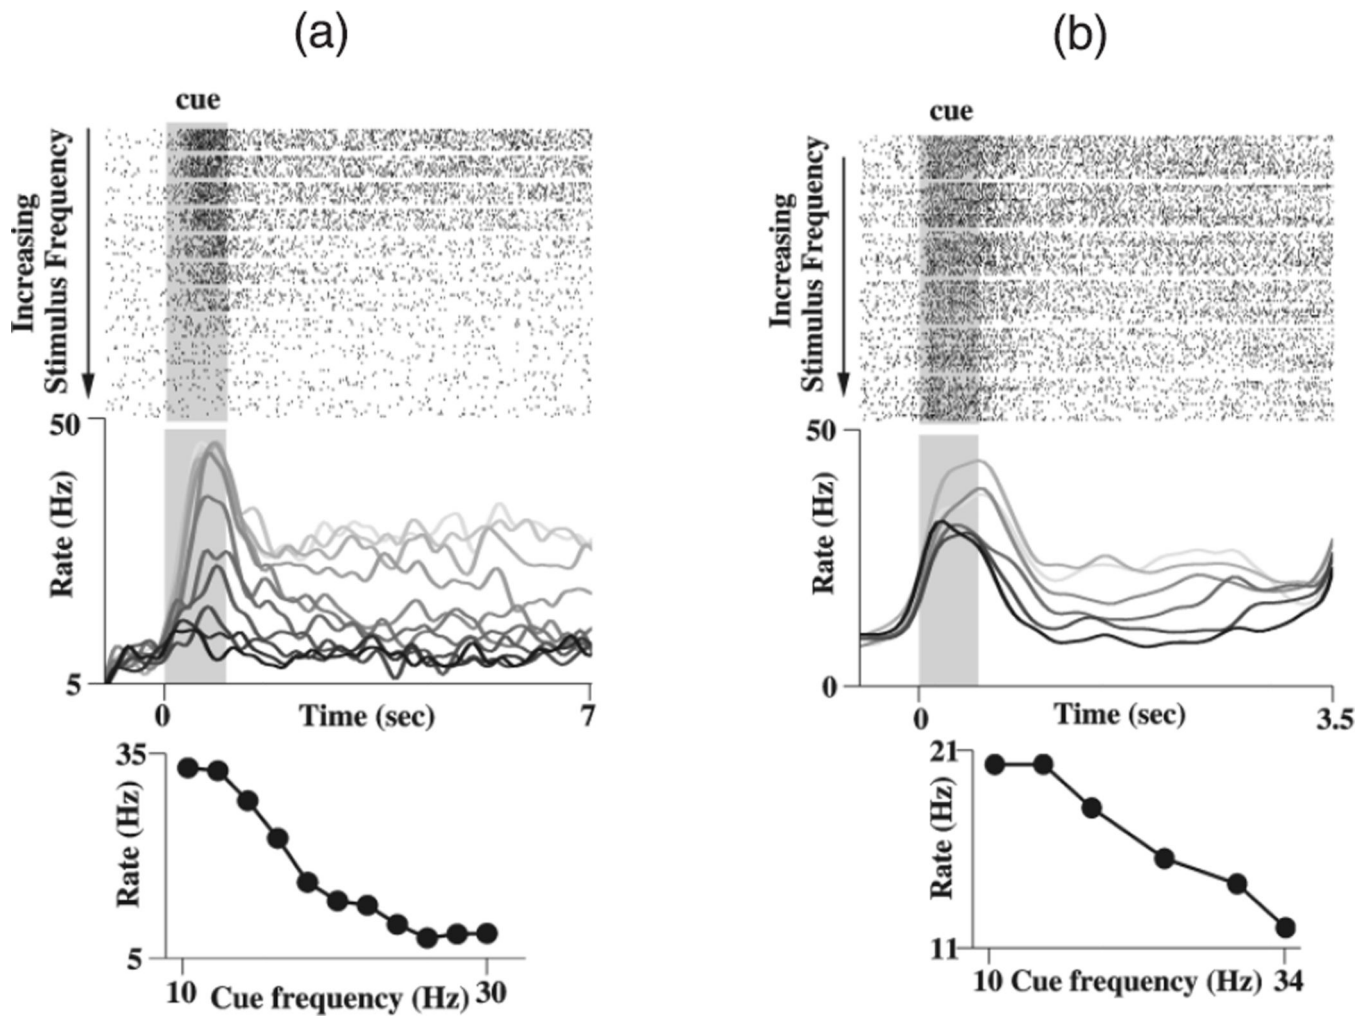 (a)
cue
Increasing
Stimulus Frequency
50
Rate (Hz)
5
0
Time (sec)
7
35
Rate (Hz)
5
10
Cue frequency (Hz)
30
(b)
cue
Increasing
Stimulus Frequency
50
Rate (Hz)
0
0
Time (sec)
3.5
21
Rate (Hz)
11
10
Cue frequency (Hz)
34